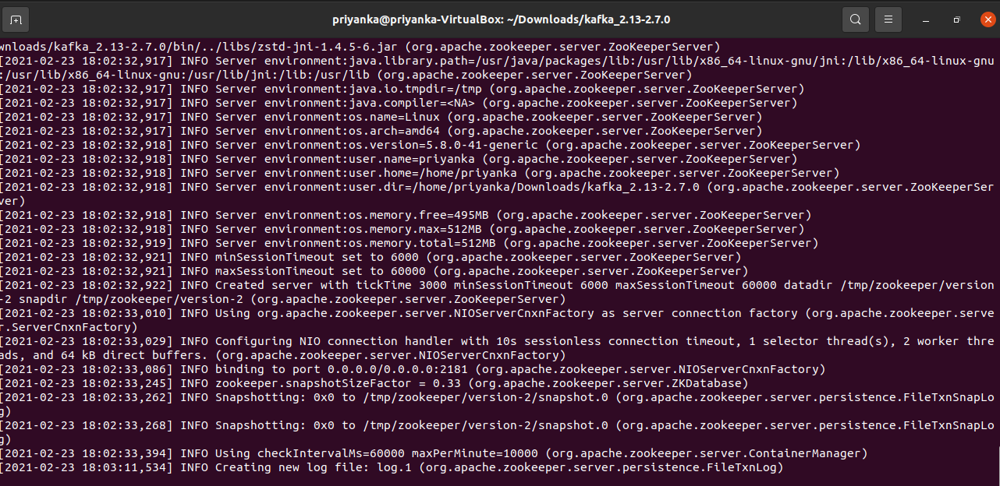 priyanka@priyanka-VirtualBox: ~/Downloads/kafka_2.13-2.7.0
wnloads/kafka_2.13-2.7.0/bin/../libs/zstd-jni-1.4.5-6.jar (org.apache.zookeeper.server.ZooKeeperServer)
[2021-02-23 18:02:32,917] INFO Server environment:java.library.path=/usr/java/packages/lib:/usr/lib/x86_64-linux-gnu/jni:/lib/x86_64-linux-gnu
:/usr/lib/x86_64-linux-gnu:/usr/lib/jni:/lib:/usr/lib (org.apache.zookeeper.server.ZooKeeperServer)
[2021-02-23 18:02:32,917] INFO Server environment:java.io.tmpdir=/tmp (org.apache.zookeeper.server.ZooKeeperServer)
[2021-02-23 18:02:32,917] INFO Server environment:java.compiler=<NA> (org.apache.zookeeper.server.ZooKeeperServer)
[2021-02-23 18:02:32,917] INFO Server environment:os.name=Linux (org.apache.zookeeper.server.ZooKeeperServer)
[2021-02-23 18:02:32,917] INFO Server environment:os.arch=amd64 (org.apache.zookeeper.server.ZooKeeperServer)
[2021-02-23 18:02:32,918] INFO Server environment:os.version=5.8.0-41-generic (org.apache.zookeeper.server.ZooKeeperServer)
[2021-02-23 18:02:32,918] INFO Server environment:user.name=priyanka (org.apache.zookeeper.server.ZooKeeperServer)
[2021-02-23 18:02:32,918] INFO Server environment:user.home=/home/priyanka (org.apache.zookeeper.server.ZooKeeperServer)
[2021-02-23 18:02:32,918] INFO Server environment:user.dir=/home/priyanka/Downloads/kafka_2.13-2.7.0 (org.apache.zookeeper.server.ZooKeeperSer
ver)
[2021-02-23 18:02:32,918] INFO Server environment:os.memory.free=495MB (org.apache.zookeeper.server.ZooKeeperServer)
[2021-02-23 18:02:32,918] INFO Server environment:os.memory.max=512MB (org.apache.zookeeper.server.ZooKeeperServer)
[2021-02-23 18:02:32,919] INFO Server environment:os.memory.total=512MB (org.apache.zookeeper.server.ZooKeeperServer)
[2021-02-23 18:02:32,921] INFO minSessionTimeout set to 6000 (org.apache.zookeeper.server.ZooKeeperServer)
[2021-02-23 18:02:32,921] INFO maxSessionTimeout set to 60000 (org.apache.zookeeper.server.ZooKeeperServer)
[2021-02-23 18:02:32,922] INFO Created server with tickTime 3000 minSessionTimeout 6000 maxSessionTimeout 60000 datadir /tmp/zookeeper/version
-2 snapdir /tmp/zookeeper/version-2 (org.apache.zookeeper.server.ZooKeeperServer)
[2021-02-23 18:02:33,010] INFO Using org.apache.zookeeper.server.NIOServerCnxnFactory as server connection factory (org.apache.zookeeper.serve
r.ServerCnxnFactory)
[2021-02-23 18:02:33,029] INFO Configuring NIO connection handler with 10s sessionless connection timeout, 1 selector thread(s), 2 worker thre
ads, and 64 kB direct buffers. (org.apache.zookeeper.server.NIOServerCnxnFactory)
[2021-02-23 18:02:33,086] INFO binding to port 0.0.0.0/0.0.0.0:2181 (org.apache.zookeeper.server.NIOServerCnxnFactory)
[2021-02-23 18:02:33,245] INFO zookeeper.snapshotSizeFactor = 0.33 (org.apache.zookeeper.server.ZKDatabase)
[2021-02-23 18:02:33,262] INFO Snapshotting: 0x0 to /tmp/zookeeper/version-2/snapshot.0 (org.apache.zookeeper.server.persistence.FileTxnSnapLo
g)
[2021-02-23 18:02:33,268] INFO Snapshotting: 0x0 to /tmp/zookeeper/version-2/snapshot.0 (org.apache.zookeeper.server.persistence.FileTxnSnapLo
g)
[2021-02-23 18:02:33,394] INFO Using checkIntervalMs=60000 maxPerMinute=10000 (org.apache.zookeeper.server.ContainerManager)
[2021-02-23 18:03:11,534] INFO Creating new log file: log.1 (org.apache.zookeeper.server.persistence.FileTxnLog)